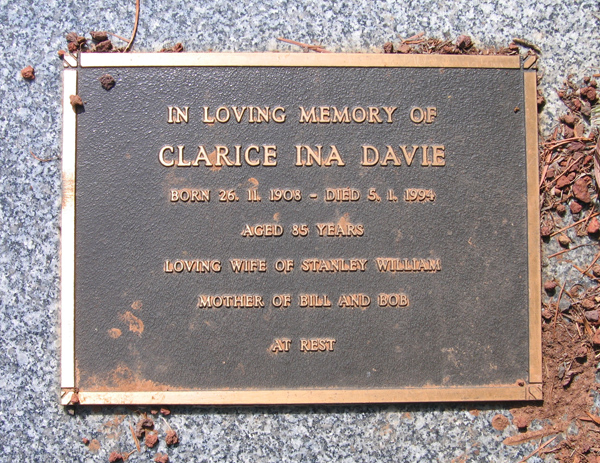 IN LOVING MEMORY OF
CLARICE INA DAVIE
BORN 26. 11. 1908 - DIED 5. 1. 1994
AGED 85 YEARS
LOVING WIFE OF STANLEY WILLIAM
MOTHER OF BILL AND BOB
AT REST